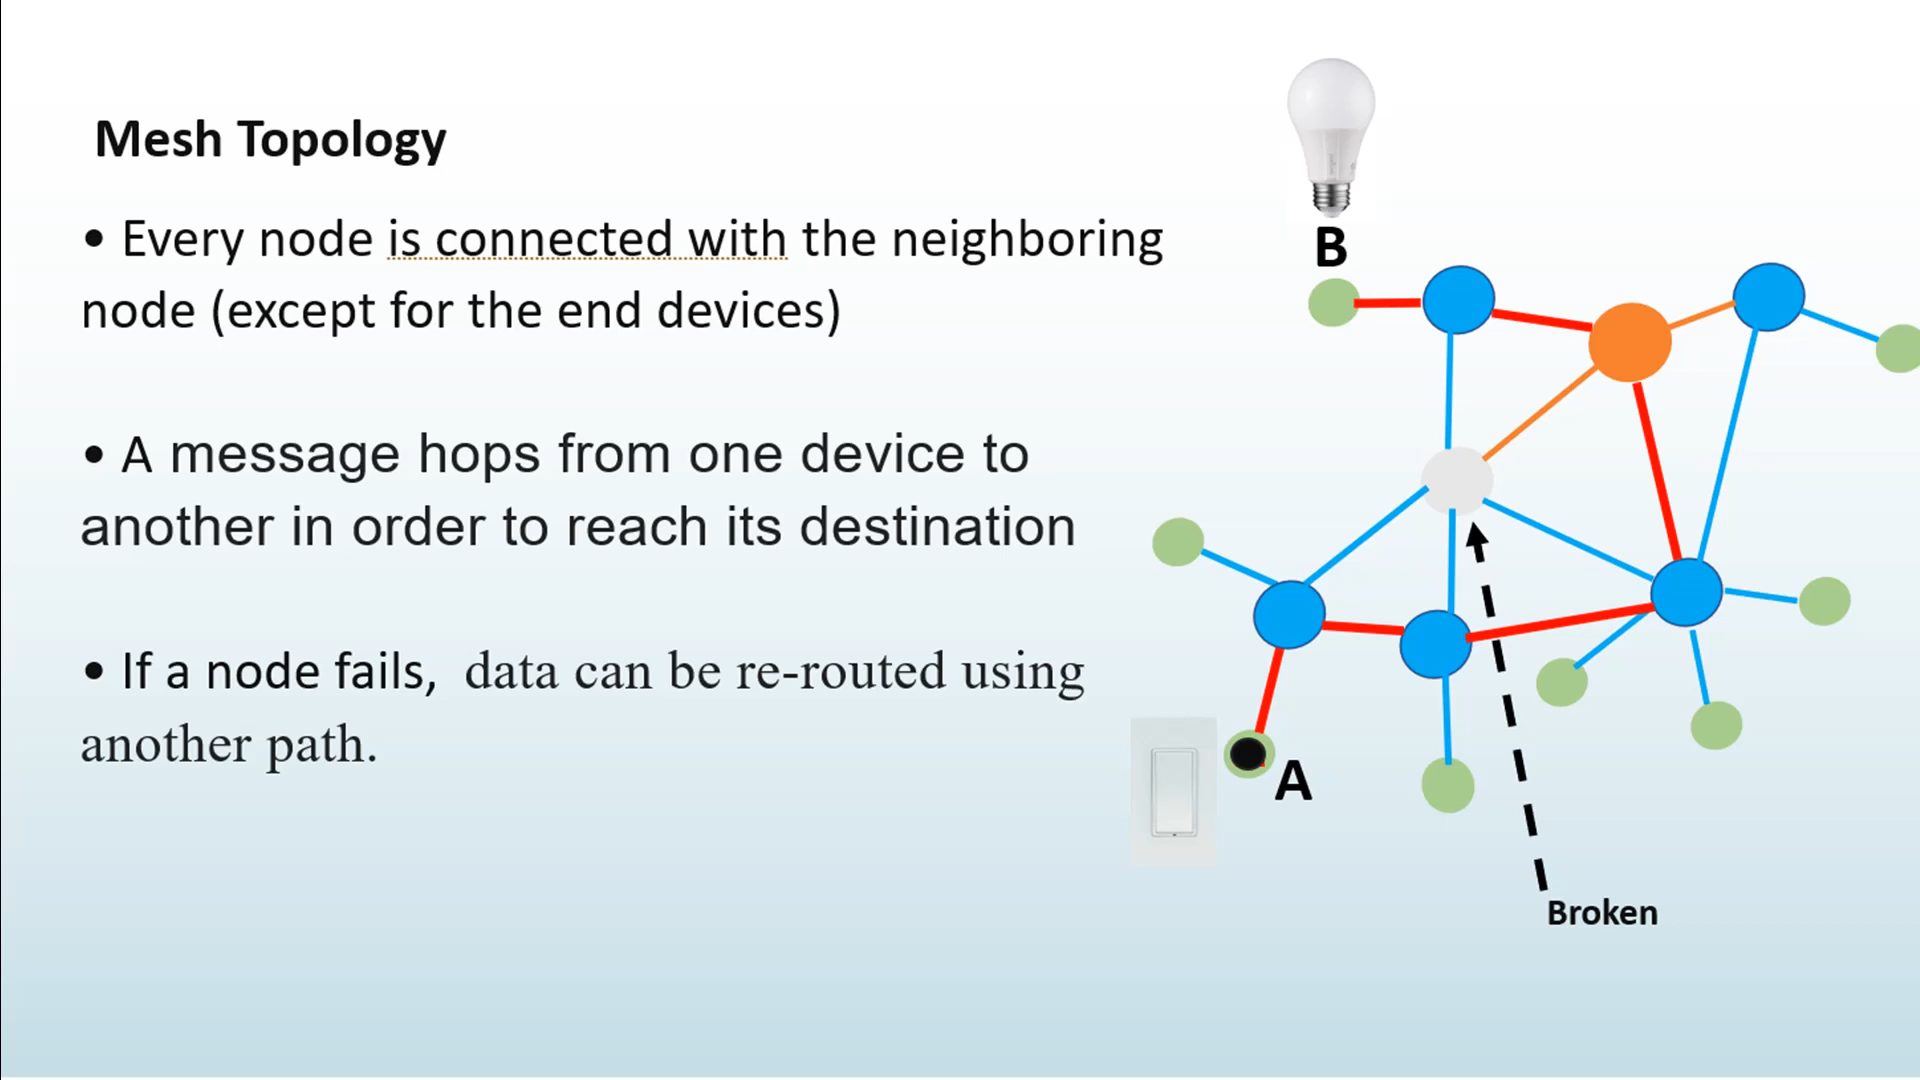 Mesh Topology
• Every node is connected with the neighboring
node (except for the end devices)
• A message hops from one device to
another in order to reach its destination
• If a node fails, data can be re-routed using
another path.
B
A
Broken